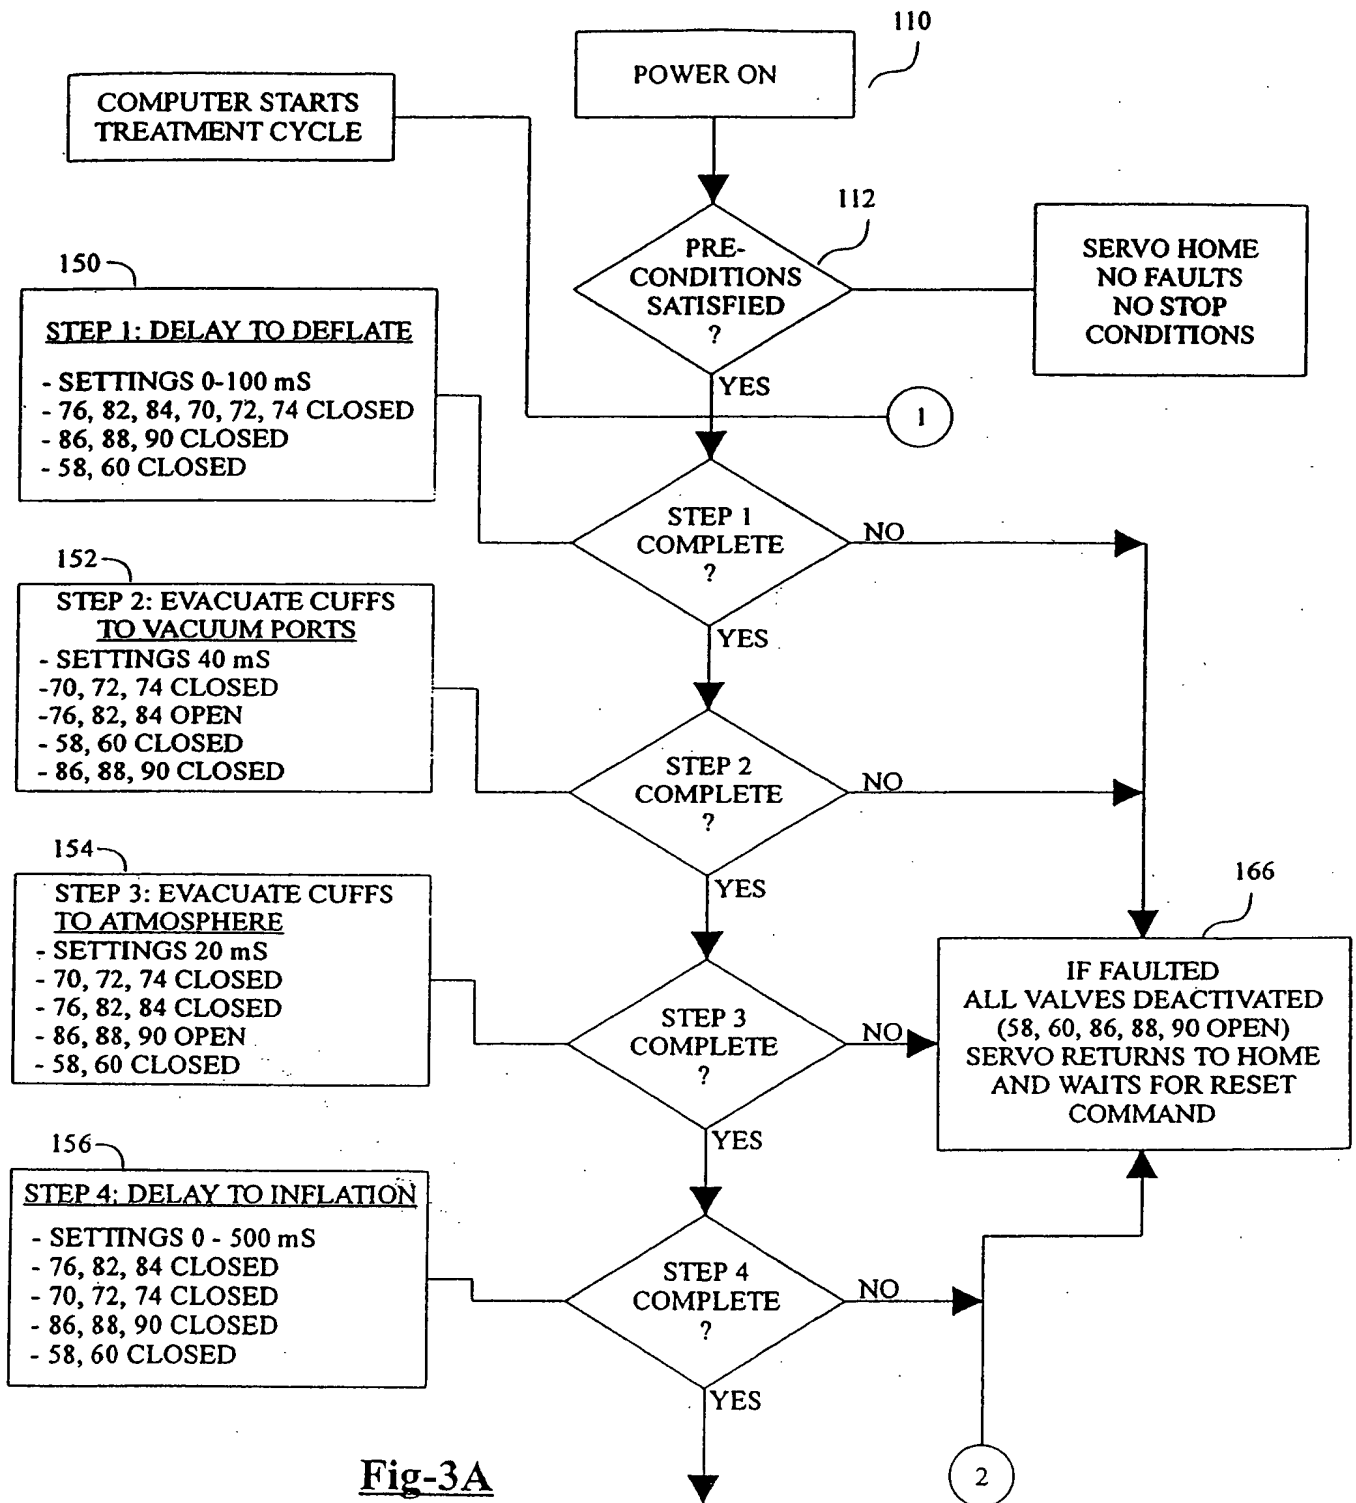 110
POWER ON
COMPUTER STARTS
TREATMENT CYCLE
112
PRE-
CONDITIONS
SATISFIED
?
SERVO HOME
NO FAULTS
NO STOP
CONDITIONS
YES
1
150
STEP 1: DELAY TO DEFLATE
- SETTINGS 0-100 mS
- 76, 82, 84, 70, 72, 74 CLOSED
- 86, 88, 90 CLOSED
- 58, 60 CLOSED
STEP 1
COMPLETE
?
NO
YES
152
STEP 2: EVACUATE CUFFS
TO VACUUM PORTS
- SETTINGS 40 mS
-70, 72, 74 CLOSED
-76, 82, 84 OPEN
- 58, 60 CLOSED
- 86, 88, 90 CLOSED
STEP 2
COMPLETE
?
NO
YES
154
STEP 3: EVACUATE CUFFS
TO ATMOSPHERE
- SETTINGS 20 mS
- 70, 72, 74 CLOSED
- 76, 82, 84 CLOSED
- 86, 88, 90 OPEN
- 58, 60 CLOSED
STEP 3
COMPLETE
?
NO
YES
166
IF FAULTED
ALL VALVES DEACTIVATED
(58, 60, 86, 88, 90 OPEN)
SERVO RETURNS TO HOME
AND WAITS FOR RESET
COMMAND
156
STEP 4: DELAY TO INFLATION
- SETTINGS 0 - 500 mS
- 76, 82, 84 CLOSED
- 70, 72, 74 CLOSED
- 86, 88, 90 CLOSED
- 58, 60 CLOSED
STEP 4
COMPLETE
?
NO
YES
2
Fig-3A